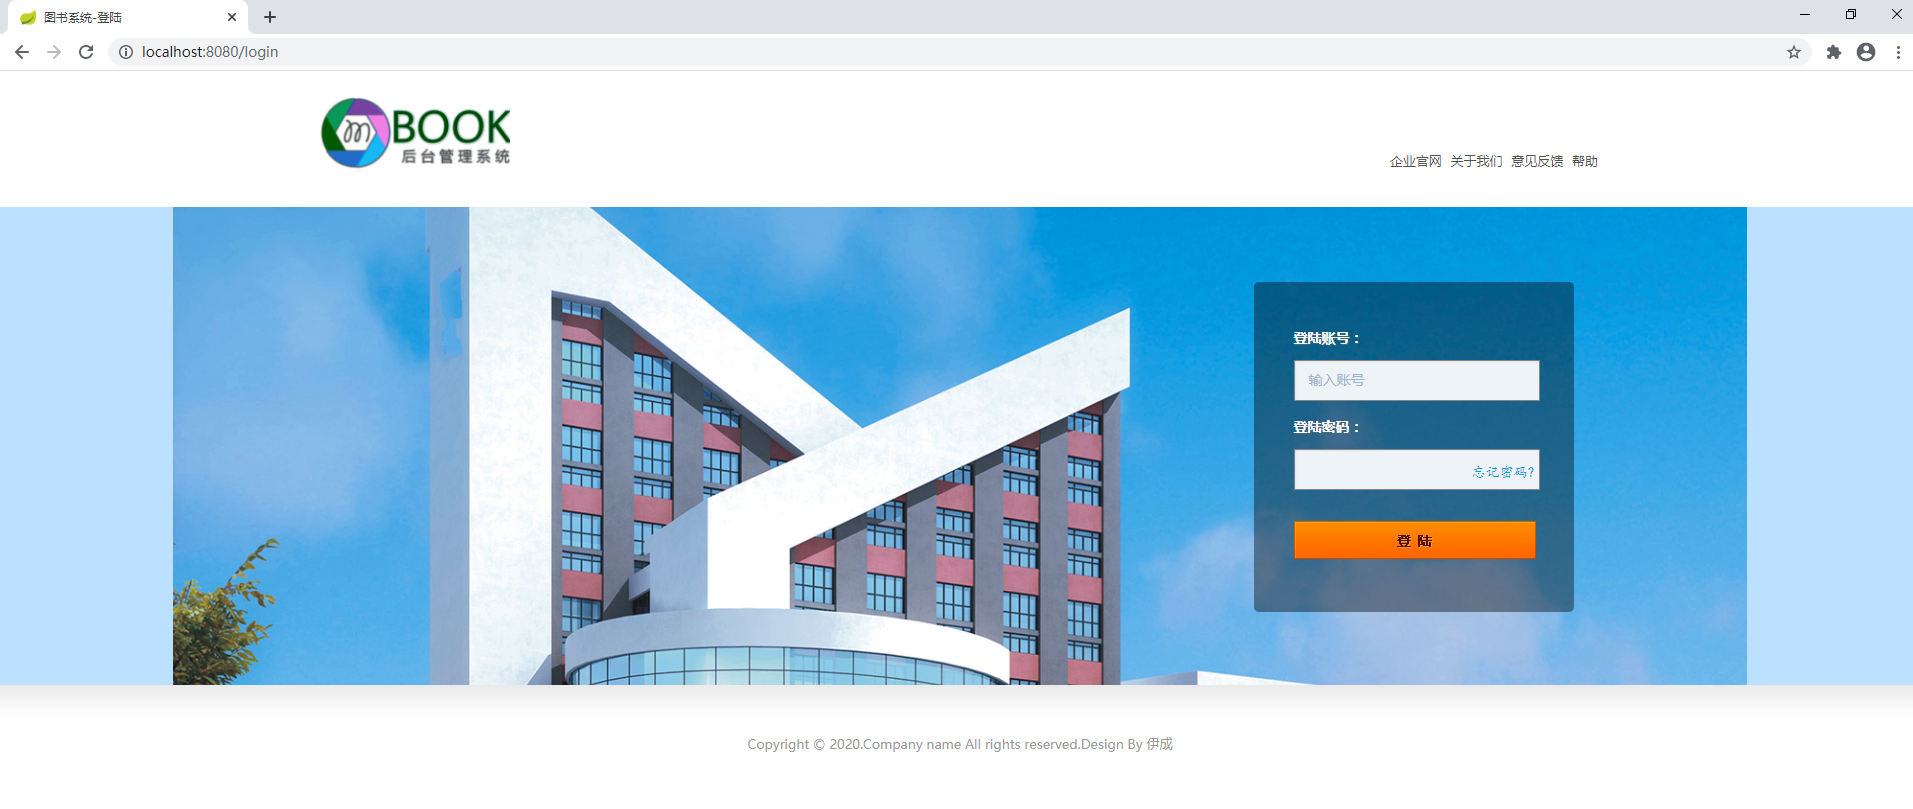 图书系统-登陆
localhost:8080/login
BOOK
后台管理系统
企业官网 关于我们 意见反馈 帮助
登陆账号：
输入账号
登陆密码：
忘记密码?
登 陆
Copyright © 2020.Company name All rights reserved.Design By 伊成